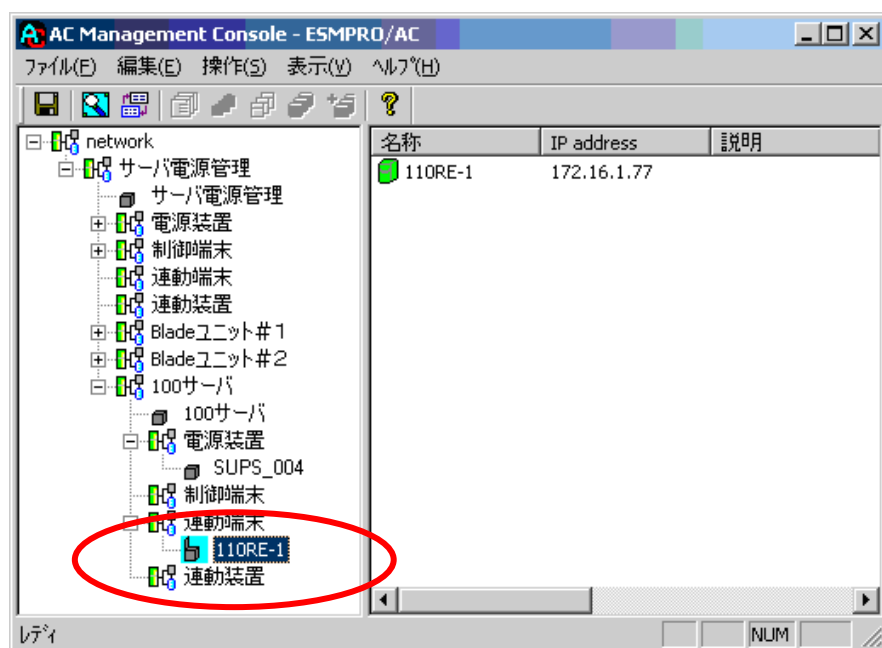 AC Management Console - ESMPRO/AC
ファイル(F) 編集(E) 操作(S) 表示(V) ヘルプ(H)
network
サーバ電源管理
サーバ電源管理
電源装置
制御端末
連動端末
連動装置
Bladeユニット#1
Bladeユニット#2
100サーバ
100サーバ
電源装置
SUPS_004
制御端末
連動端末
110RE-1
連動装置
名称 IP address 説明
110RE-1 172.16.1.77
レディ NUM